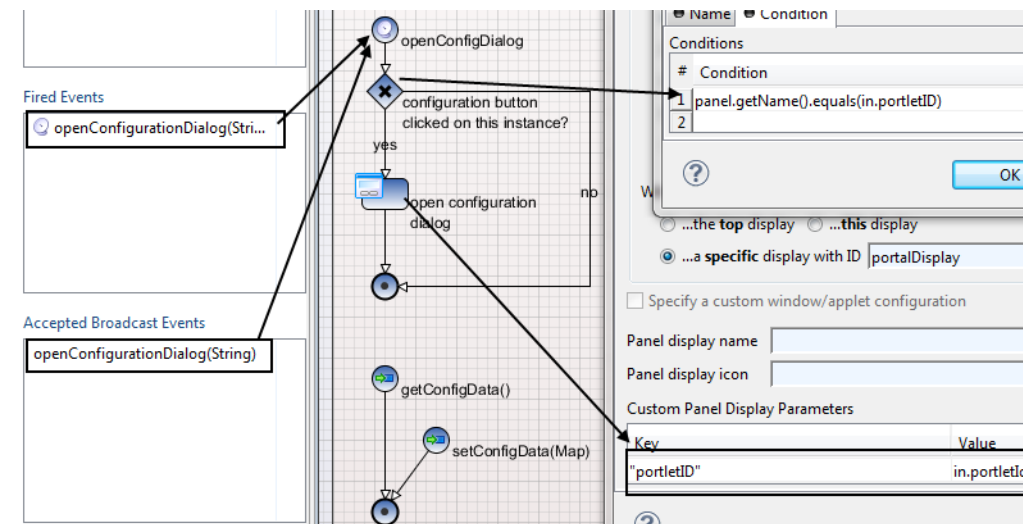 Fired Events
openConfigurationDialog(Stri...
Accepted Broadcast Events
openConfigurationDialog(String)
openConfigDialog
configuration button
clicked on this instance?
yes
no
open configuration
dialog
getConfigData()
setConfigData(Map)
Name
Condition
Conditions
# Condition
1 panel.getName().equals(in.portletID)
2
OK
W
...the top display ...this display
...a specific display with ID portalDisplay
Specify a custom window/applet configuration
Panel display name
Panel display icon
Custom Panel Display Parameters
Key Value
"portletID" in.portletId